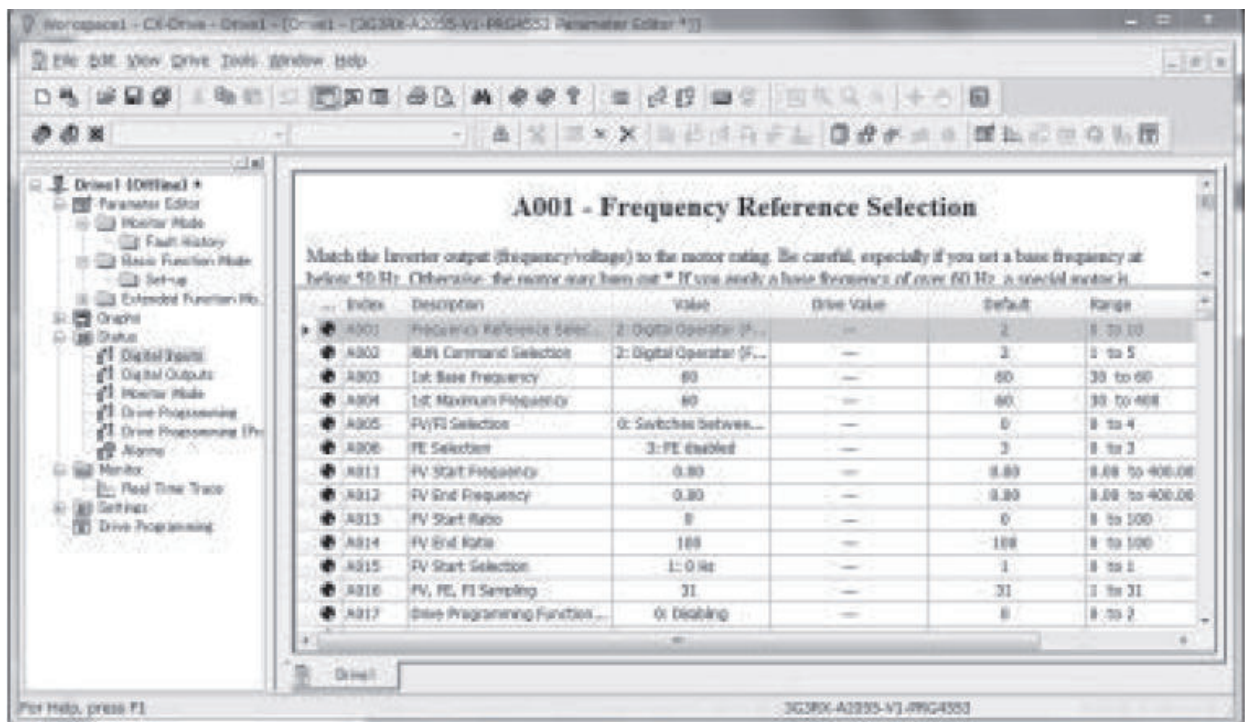 Workspace1 - CX-Drive - Drive1 - [Drive1 - [3G3RX-A2055-V1-PRG4553 Parameter Editor *]]
File Edit View Drive Tools Window Help
Drive1 (Offline) *
Parameter Editor
Monitor Mode
Fault History
Basic Function Mode
Set-up
Extended Function Mo
Graphs
Status
Digital Inputs
Digital Outputs
Monitor Mode
Drive Programming
Drive Programming (Pr
Alarms
Monitor
Real Time Trace
Settings
Drive Programming
A001 - Frequency Reference Selection
Match the Inverter output (frequency/voltage) to the motor rating. Be careful, especially if you set a base frequency at
below 50 Hz. Otherwise, the motor may burn out * If you apply a base frequency of over 60 Hz, a special motor is
... Index Description Value Drive Value Default Range
A001 Frequency Reference Selec... 2: Digital Operator (F... — 2 0 to 10
A002 RUN Command Selection 2: Digital Operator (F... — 2 1 to 5
A003 1st Base Frequency 60 — 60 30 to 60
A004 1st Maximum Frequency 60 — 60 30 to 400
A005 FV/FI Selection 0: Switches between... — 0 0 to 4
A006 FE Selection 3: FE disabled — 3 0 to 3
A011 FV Start Frequency 0.00 — 0.00 0.00 to 400.00
A012 FV End Frequency 0.00 — 0.00 0.00 to 400.00
A013 FV Start Ratio 0 — 0 0 to 100
A014 FV End Ratio 100 — 100 0 to 100
A015 FV Start Selection 1: 0 Hz — 1 0 to 1
A016 FV, FE, FI Sampling 31 — 31 1 to 31
A017 Drive Programming Function ... 0: Disabling — 0 0 to 2
Drive1
For Help, press F1
3G3RX-A2055-V1-PRG4553